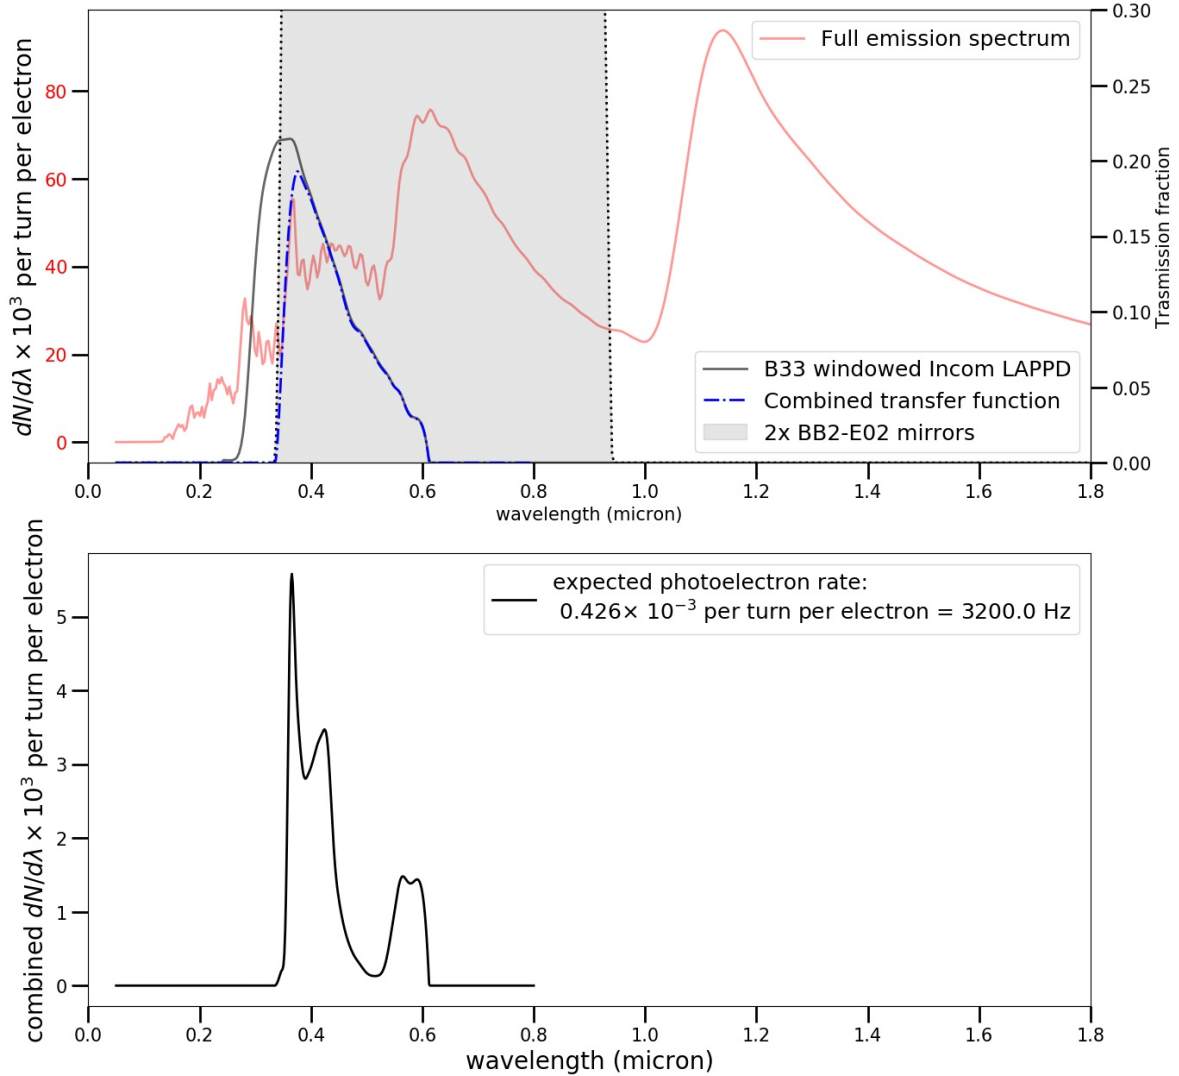 dN/dλ × 10³ per turn per electron
80
60
40
20
0
Full emission spectrum
0.30
0.25
0.20
0.15
0.10
0.05
0.00
Trasmission fraction
B33 windowed Incom LAPPD
Combined transfer function
2x BB2-E02 mirrors
0.0 0.2 0.4 0.6 0.8 1.0 1.2 1.4 1.6 1.8
wavelength (micron)
combined dN/dλ × 10³ per turn per electron
5
4
3
2
1
0
expected photoelectron rate:
0.426× 10⁻³ per turn per electron = 3200.0 Hz
0.0 0.2 0.4 0.6 0.8 1.0 1.2 1.4 1.6 1.8
wavelength (micron)